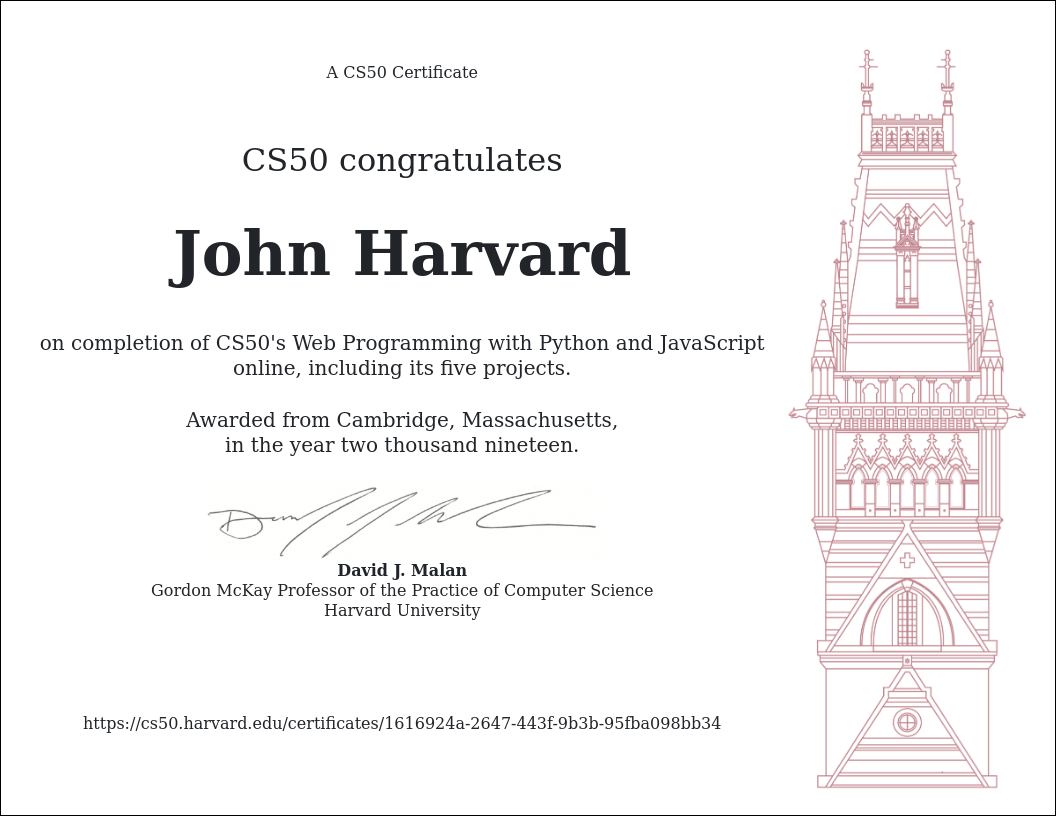 A CS50 Certificate
CS50 congratulates
John Harvard
on completion of CS50's Web Programming with Python and JavaScript
online, including its five projects.
Awarded from Cambridge, Massachusetts,
in the year two thousand nineteen.
David J. Malan
Gordon McKay Professor of the Practice of Computer Science
Harvard University
https://cs50.harvard.edu/certificates/1616924a-2647-443f-9b3b-95fba098bb34